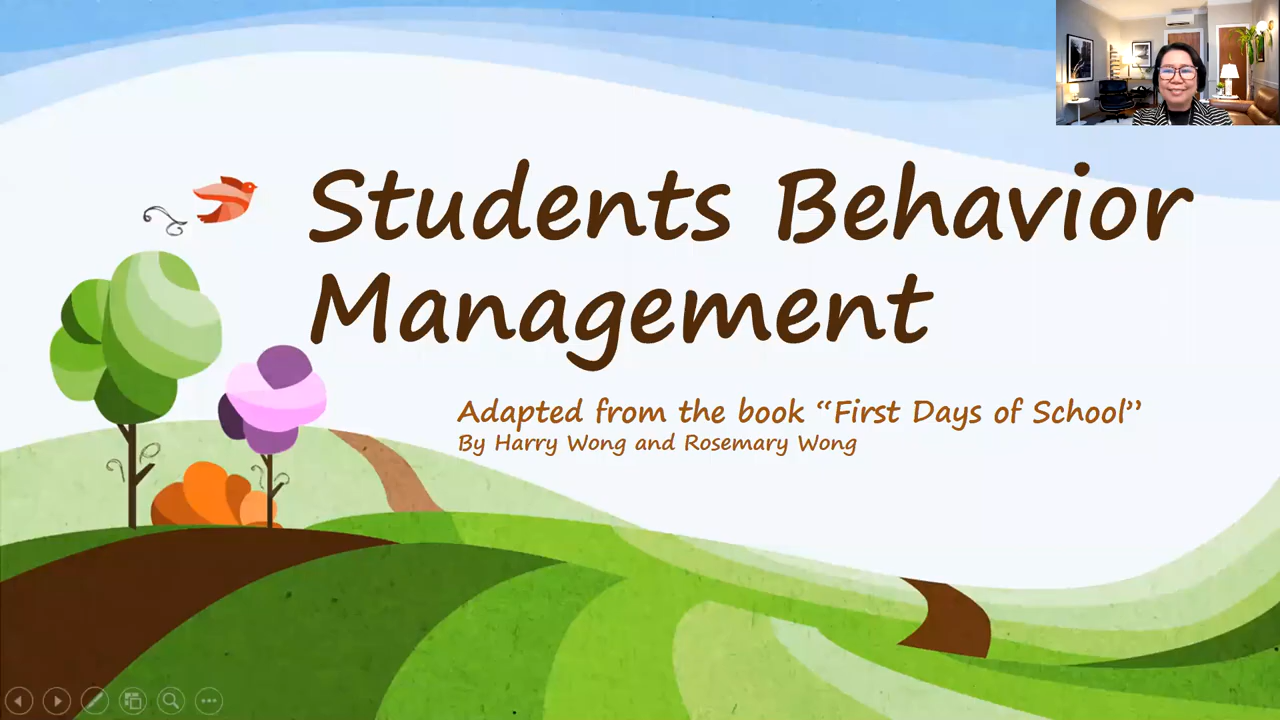 Students Behavior
Management
Adapted from the book “First Days of School”
By Harry Wong and Rosemary Wong